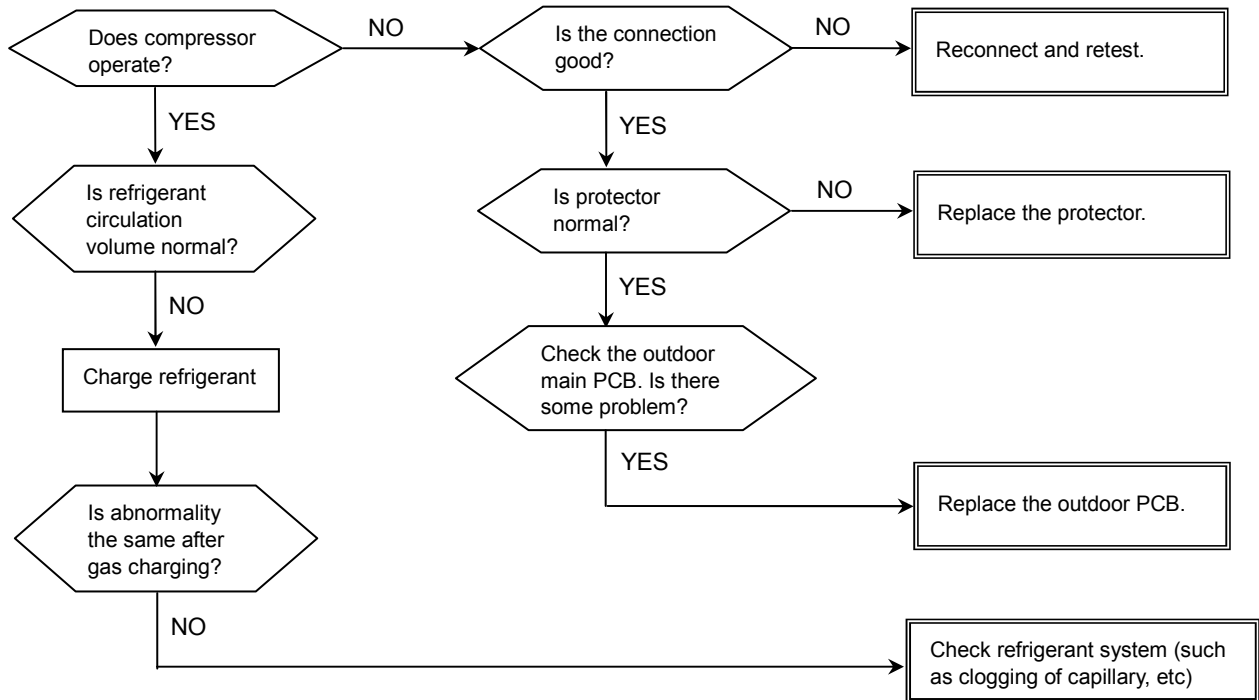 Does compressor
operate?
NO
Is the connection
good?
NO
Reconnect and retest.
YES
YES
Is refrigerant
circulation
volume normal?
Is protector
normal?
NO
Replace the protector.
NO
YES
Charge refrigerant
Check the outdoor
main PCB. Is there
some problem?
YES
Is abnormality
the same after
gas charging?
Replace the outdoor PCB.
NO
Check refrigerant system (such
as clogging of capillary, etc)